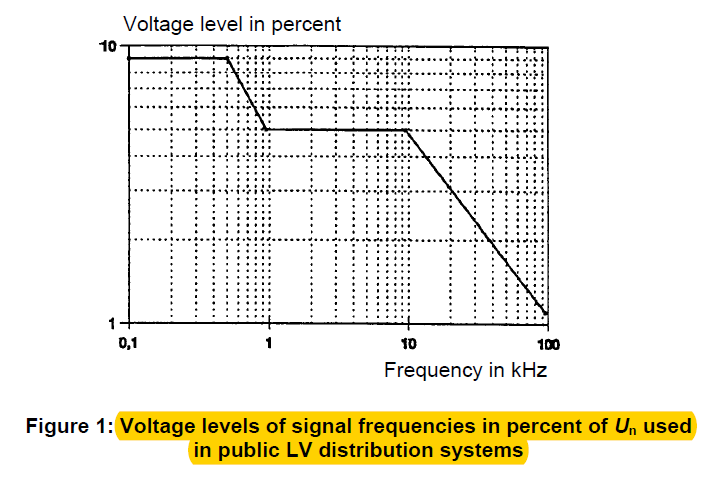 Voltage level in percent
10
1
0,1 1 10 100
Frequency in kHz
Figure 1: Voltage levels of signal frequencies in percent of Un used
in public LV distribution systems